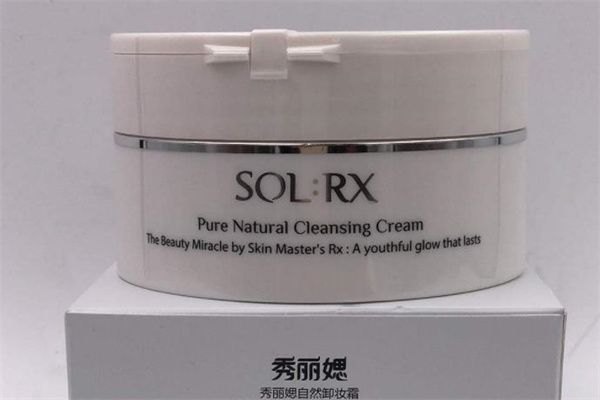 SOL:RX
Pure Natural Cleansing Cream
The Beauty Miracle by Skin Master's Rx : A youthful glow that lasts
秀丽媤
秀丽媤自然卸妆霜